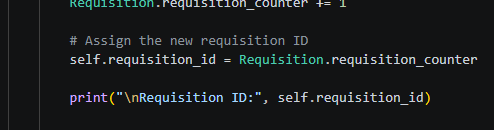 Requisition.requisition_counter += 1
# Assign the new requisition ID
self.requisition_id = Requisition.requisition_counter
print("\nRequisition ID:", self.requisition_id)